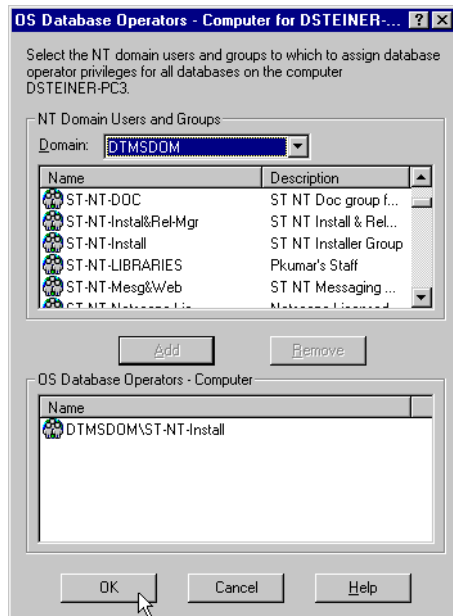 OS Database Operators - Computer for DSTEINER-...
Select the NT domain users and groups to which to assign database
operator privileges for all databases on the computer
DSTEINER-PC3.
NT Domain Users and Groups
Domain: DTMSDOM
Name Description
ST-NT-DOC ST NT Doc group f...
ST-NT-Instal&Rel-Mgr ST NT Install & Rel...
ST-NT-Install ST NT Installer Group
ST-NT-LIBRARIES Pkumar's Staff
ST-NT-Mesg&Web ST NT Messaging ...
Add Remove
OS Database Operators - Computer
Name
DTMSDOM\ST-NT-Install
OK Cancel Help